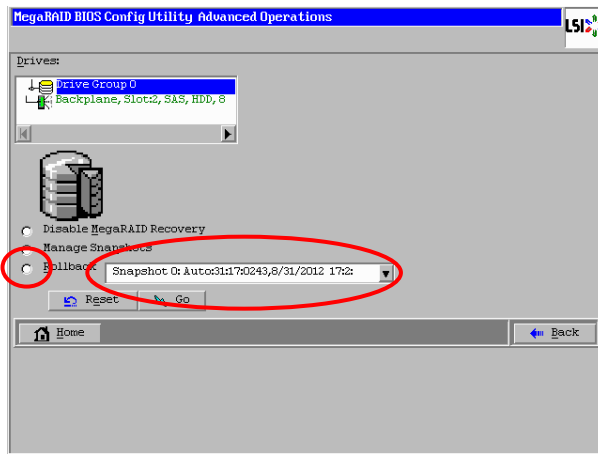 MegaRAID BIOS Config Utility Advanced Operations
LSI
Drives:
Drive Group 0
Backplane, Slot:2, SAS, HDD, 8
Disable MegaRAID Recovery
Manage Snapshots
Rollback
Snapshot 0: Auto:31:17:0243,8/31/2012 17:2:
Reset
Go
Home
Back